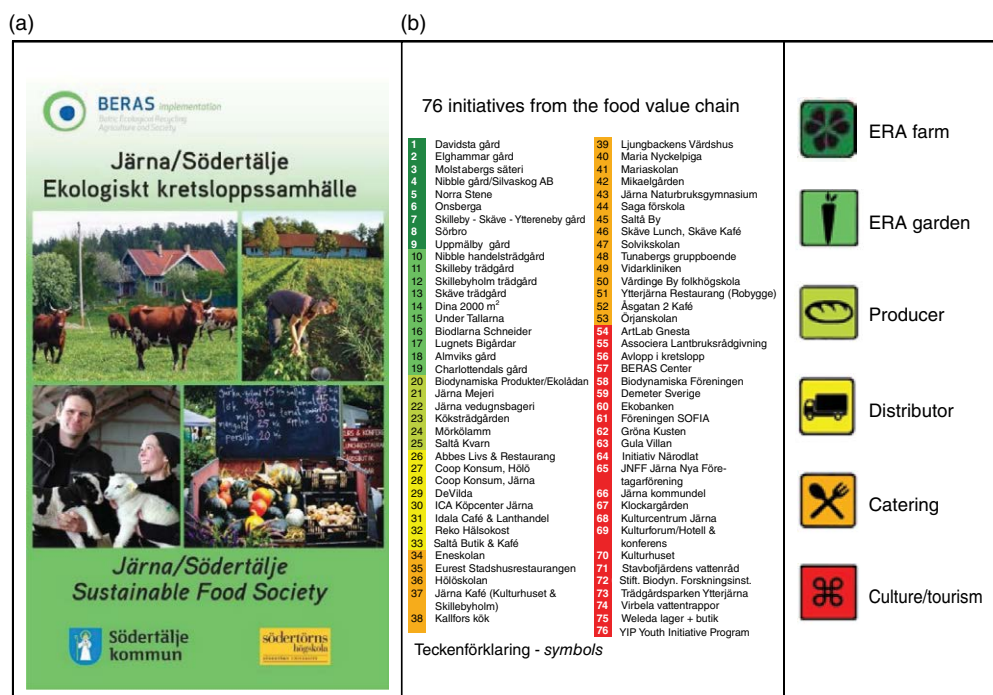 (a)
(b)
BERAS implementation
Baltic Ecological Recycling
Agriculture and Society
Järna/Södertälje
Ekologiskt kretsloppssamhälle
Järna/Södertälje
Sustainable Food Society
Södertälje
kommun
södertörns
högskola
76 initiatives from the food value chain
1 Davidsta gård
2 Elghammar gård
3 Molstabergs säteri
4 Nibble gård/Silvaskog AB
5 Norra Stene
6 Onsberga
7 Skilleby - Skäve - Yttereneby gård
8 Sörbro
9 Uppmälby gård
10 Nibble handelsträdgård
11 Skilleby trädgård
12 Skillebyholm trädgård
13 Skäve trädgård
14 Dina 2000 m²
15 Under Tallarna
16 Biodlarna Schneider
17 Lugnets Bigårdar
18 Almviks gård
19 Charlottendals gård
20 Biodynamiska Produkter/Ekolådan
21 Järna Mejeri
22 Järna vedugnsbageri
23 Köksträdgården
24 Mörkölamm
25 Saltå Kvarn
26 Abbes Livs & Restaurang
27 Coop Konsum, Hölö
28 Coop Konsum, Järna
29 DeVilda
30 ICA Köpcenter Järna
31 Idala Café & Lanthandel
32 Reko Hälsokost
33 Saltå Butik & Kafé
34 Eneskolan
35 Eurest Stadshusrestaurangen
36 Hölöskolan
37 Järna Kafé (Kulturhuset &
Skillebyholm)
38 Kallfors kök
39 Ljungbackens Värdshus
40 Maria Nyckelpiga
41 Mariaskolan
42 Mikaelgården
43 Järna Naturbruksgymnasium
44 Saga förskola
45 Saltå By
46 Skäve Lunch, Skäve Kafé
47 Solvikskolan
48 Tunabergs gruppboende
49 Vidarkliniken
50 Vårdinge By folkhögskola
51 Ytterjärna Restaurang (Robygge)
52 Åsgatan 2 Kafé
53 Örjanskolan
54 ArtLab Gnesta
55 Associera Lantbruksrådgivning
56 Avlopp i kretslopp
57 BERAS Center
58 Biodynamiska Föreningen
59 Demeter Sverige
60 Ekobanken
61 Föreningen SOFIA
62 Gröna Kusten
63 Gula Villan
64 Initiativ Närodlat
65 JNFF Järna Nya Före-
tagarförening
66 Järna kommundel
67 Klockargården
68 Kulturcentrum Järna
69 Kulturforum/Hotell &
konferens
70 Kulturhuset
71 Stavbofjärdens vattenråd
72 Stift. Biodyn. Forskningsinst.
73 Trädgårdsparken Ytterjärna
74 Virbela vattentrappor
75 Weleda lager + butik
76 YIP Youth Initiative Program
Teckenförklaring - symbols
ERA farm
ERA garden
Producer
Distributor
Catering
Culture/tourism